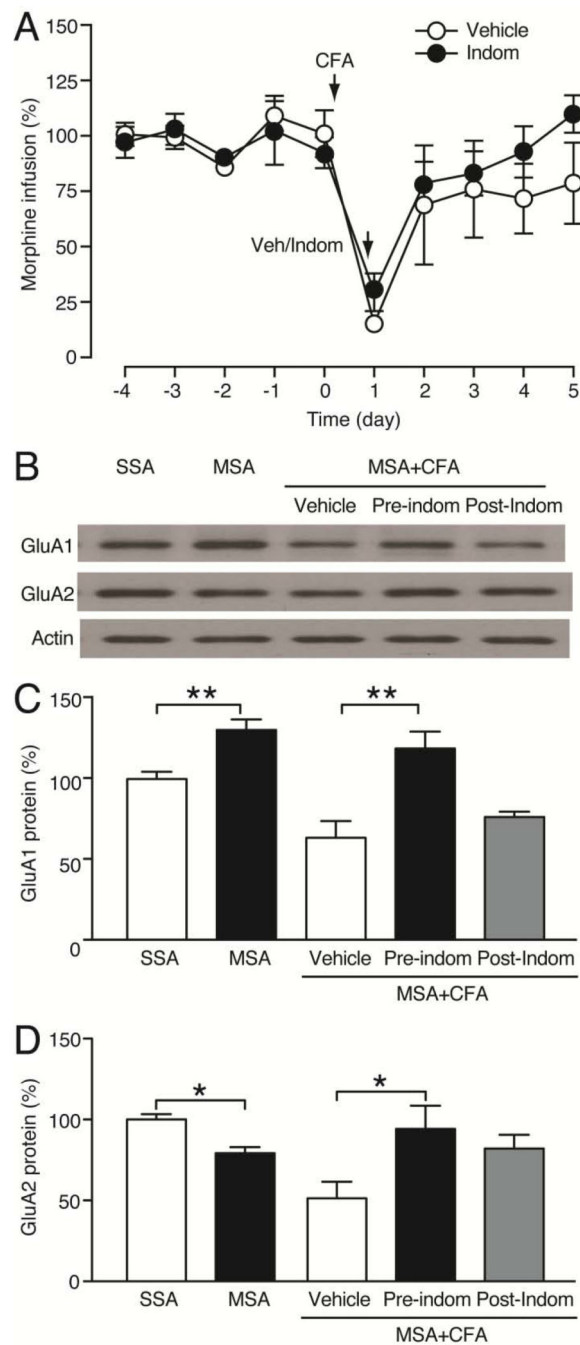 A
Vehicle
Indom
CFA
Morphine infusion (%)
125
100
75
50
25
0
Veh/Indom
-4 -3 -2 -1 0 1 2 3 4 5
Time (day)
B
SSA MSA MSA+CFA
Vehicle Pre-indom Post-Indom
GluA1
GluA2
Actin
C
GluA1 protein (%)
150
100
50
0
** **
SSA MSA Vehicle Pre-indom Post-Indom
MSA+CFA
D
GluA2 protein (%)
150
100
50
0
* *
SSA MSA Vehicle Pre-indom Post-Indom
MSA+CFA